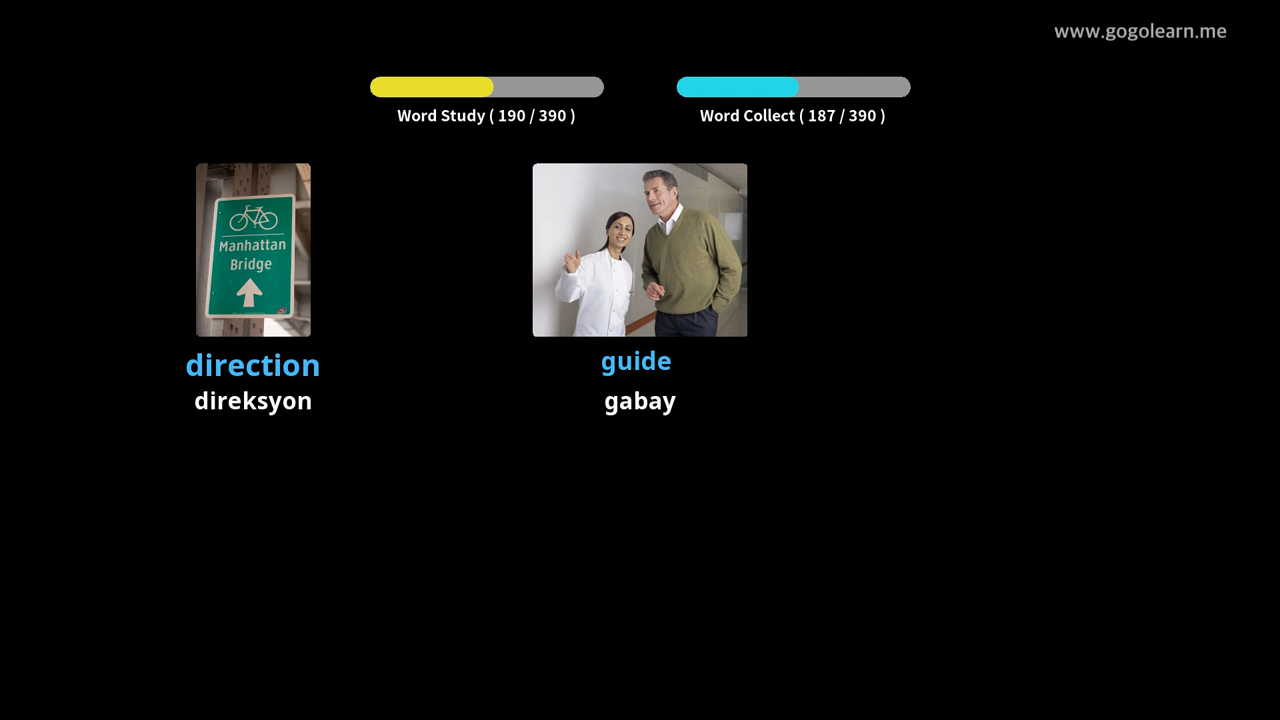 www.gogolearn.me
Word Study ( 190 / 390 )
Word Collect ( 187 / 390 )
Manhattan
Bridge
direction
direksyon
guide
gabay